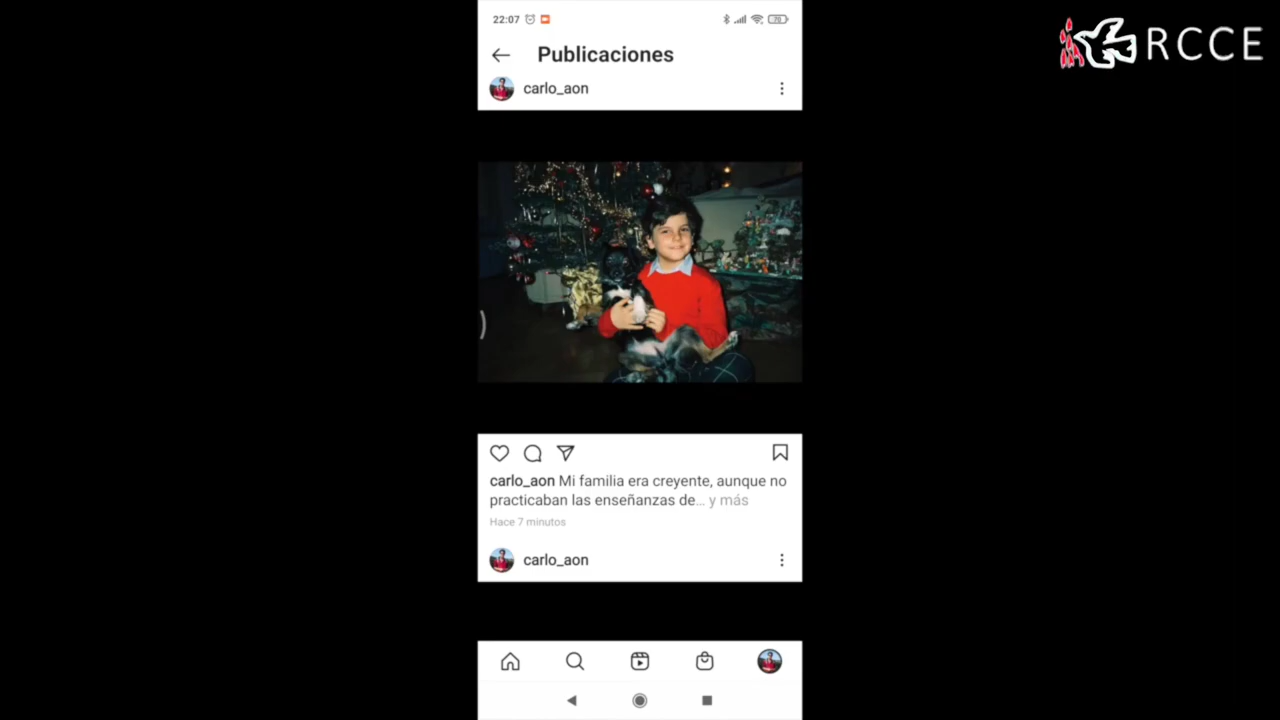 22:07
70
RCCE
Publicaciones
carlo_aon
carlo_aon Mi familia era creyente, aunque no
practicaban las enseñanzas de... y más
Hace 7 minutos
carlo_aon